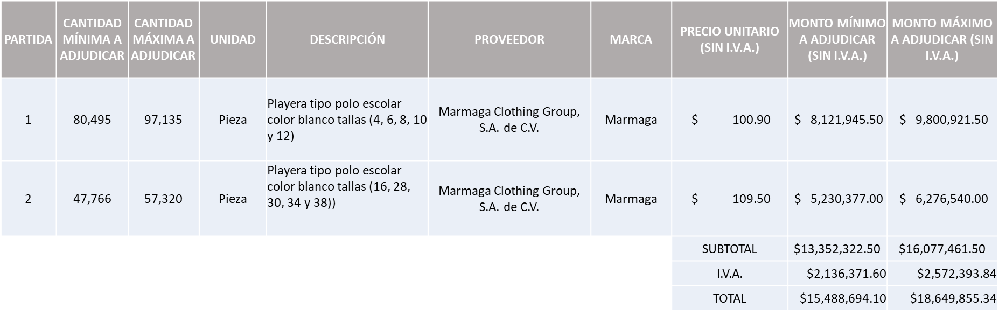 PARTIDA
CANTIDAD
MÍNIMA A
ADJUDICAR
CANTIDAD
MÁXIMA A
ADJUDICAR
UNIDAD
DESCRIPCIÓN
PROVEEDOR
MARCA
PRECIO UNITARIO
(SIN I.V.A.)
MONTO MÍNIMO
A ADJUDICAR
(SIN I.V.A.)
MONTO MÁXIMO
A ADJUDICAR (SIN
I.V.A.)
1
80,495
97,135
Pieza
Playera tipo polo escolar
color blanco tallas (4, 6, 8, 10
y 12)
Marmaga Clothing Group,
S.A. de C.V.
Marmaga
$ 100.90
$ 8,121,945.50
$ 9,800,921.50
2
47,766
57,320
Pieza
Playera tipo polo escolar
color blanco tallas (16, 28,
30, 34 y 38))
Marmaga Clothing Group,
S.A. de C.V.
Marmaga
$ 109.50
$ 5,230,377.00
$ 6,276,540.00
SUBTOTAL
$13,352,322.50
$16,077,461.50
I.V.A.
$2,136,371.60
$2,572,393.84
TOTAL
$15,488,694.10
$18,649,855.34